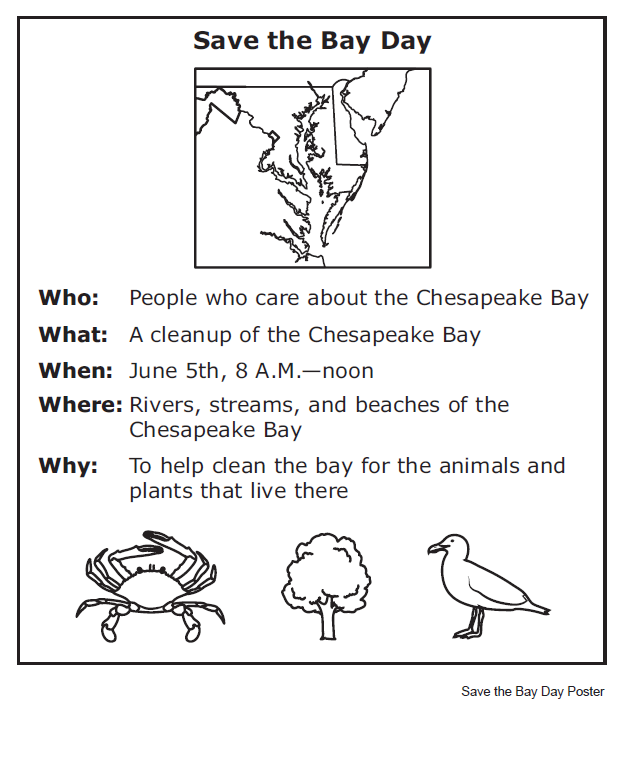 Save the Bay Day
Who: People who care about the Chesapeake Bay
What: A cleanup of the Chesapeake Bay
When: June 5th, 8 A.M.—noon
Where: Rivers, streams, and beaches of the
Chesapeake Bay
Why: To help clean the bay for the animals and
plants that live there
Save the Bay Day Poster